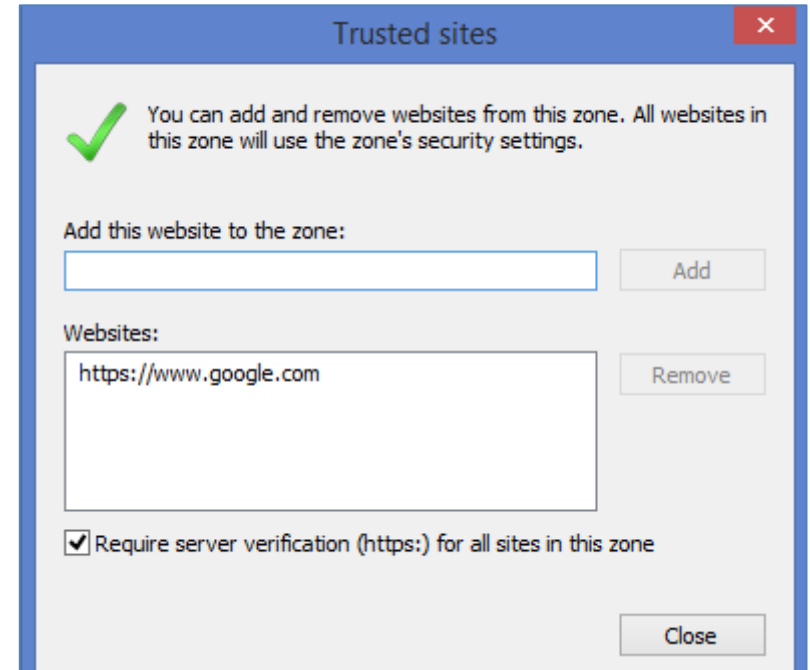 Trusted sites
You can add and remove websites from this zone. All websites in
this zone will use the zone's security settings.
Add this website to the zone:
Add
Websites:
https://www.google.com
Remove
Require server verification (https:) for all sites in this zone
Close